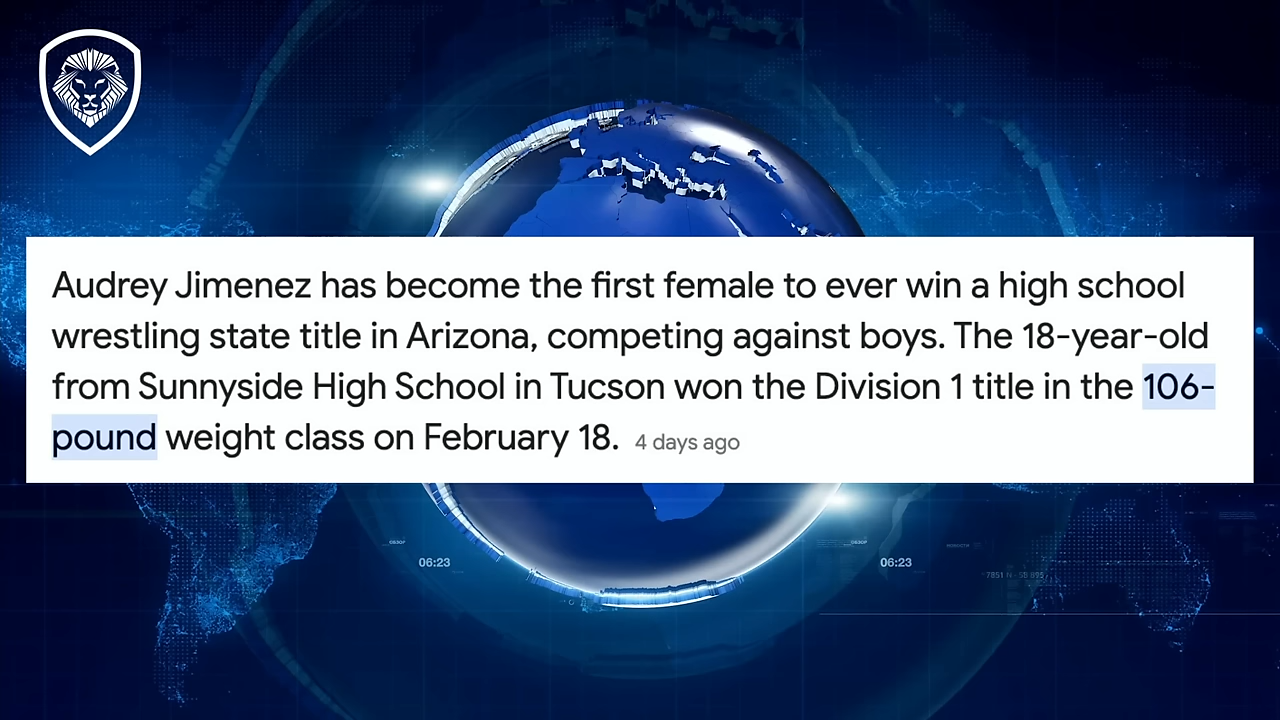 Audrey Jimenez has become the first female to ever win a high school
wrestling state title in Arizona, competing against boys. The 18-year-old
from Sunnyside High School in Tucson won the Division 1 title in the 106-
pound weight class on February 18. 4 days ago
06:23
06:23